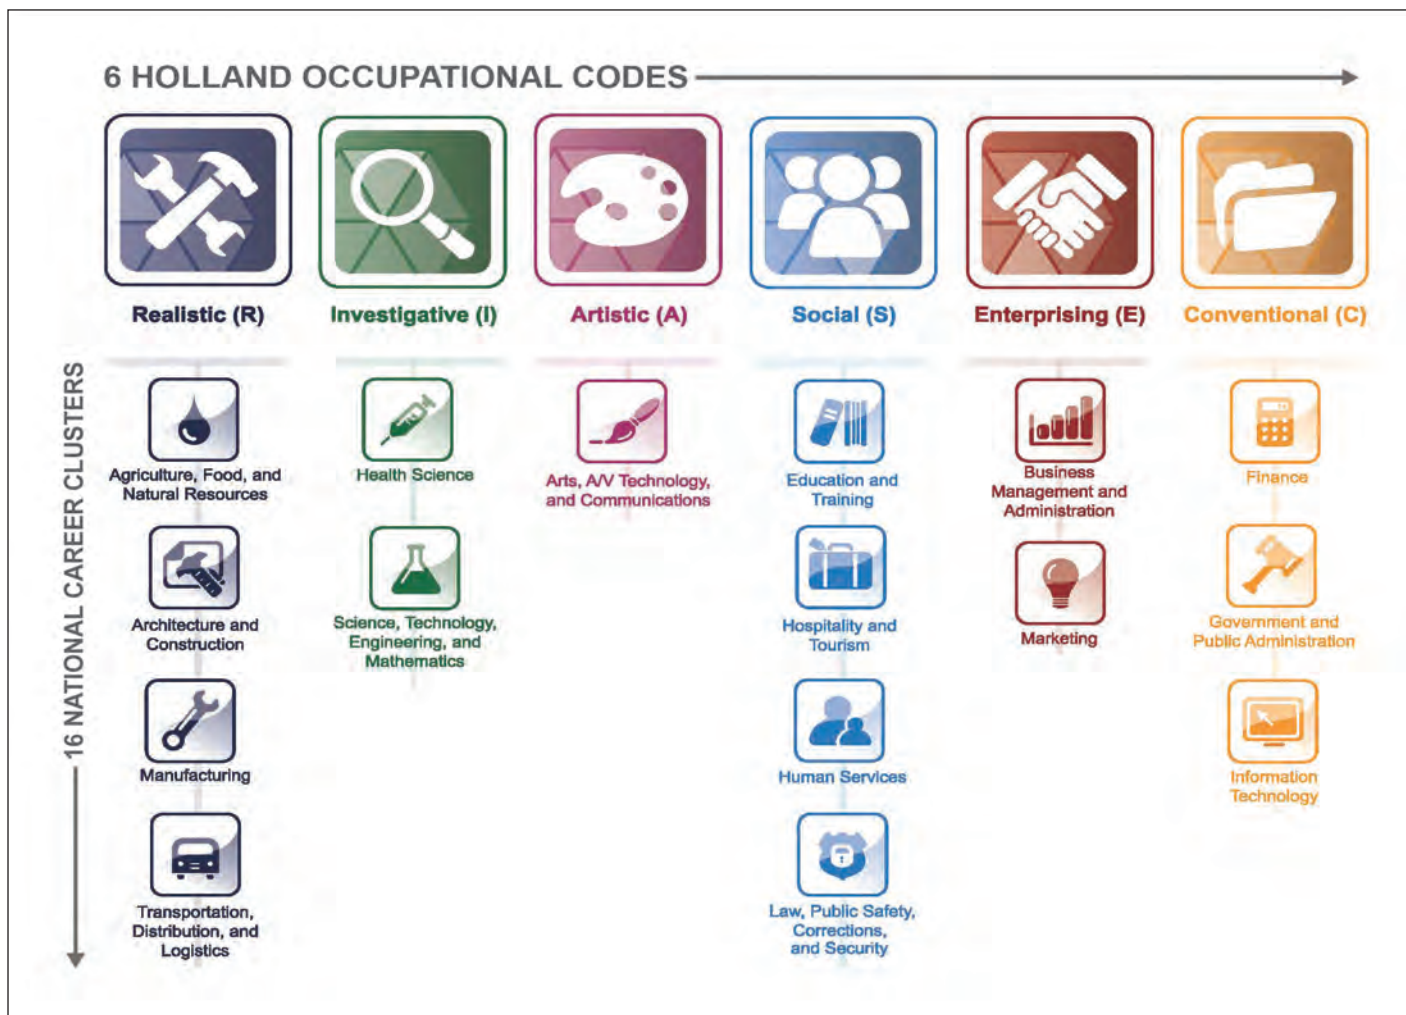 6 HOLLAND OCCUPATIONAL CODES
Realistic (R)
Investigative (I)
Artistic (A)
Social (S)
Enterprising (E)
Conventional (C)
16 NATIONAL CAREER CLUSTERS
Agriculture, Food, and
Natural Resources
Architecture and
Construction
Manufacturing
Transportation,
Distribution, and
Logistics
Health Science
Science, Technology,
Engineering, and
Mathematics
Arts, A/V Technology,
and Communications
Education and
Training
Hospitality and
Tourism
Human Services
Law, Public Safety,
Corrections,
and Security
Business
Management and
Administration
Marketing
Finance
Government and
Public Administration
Information
Technology